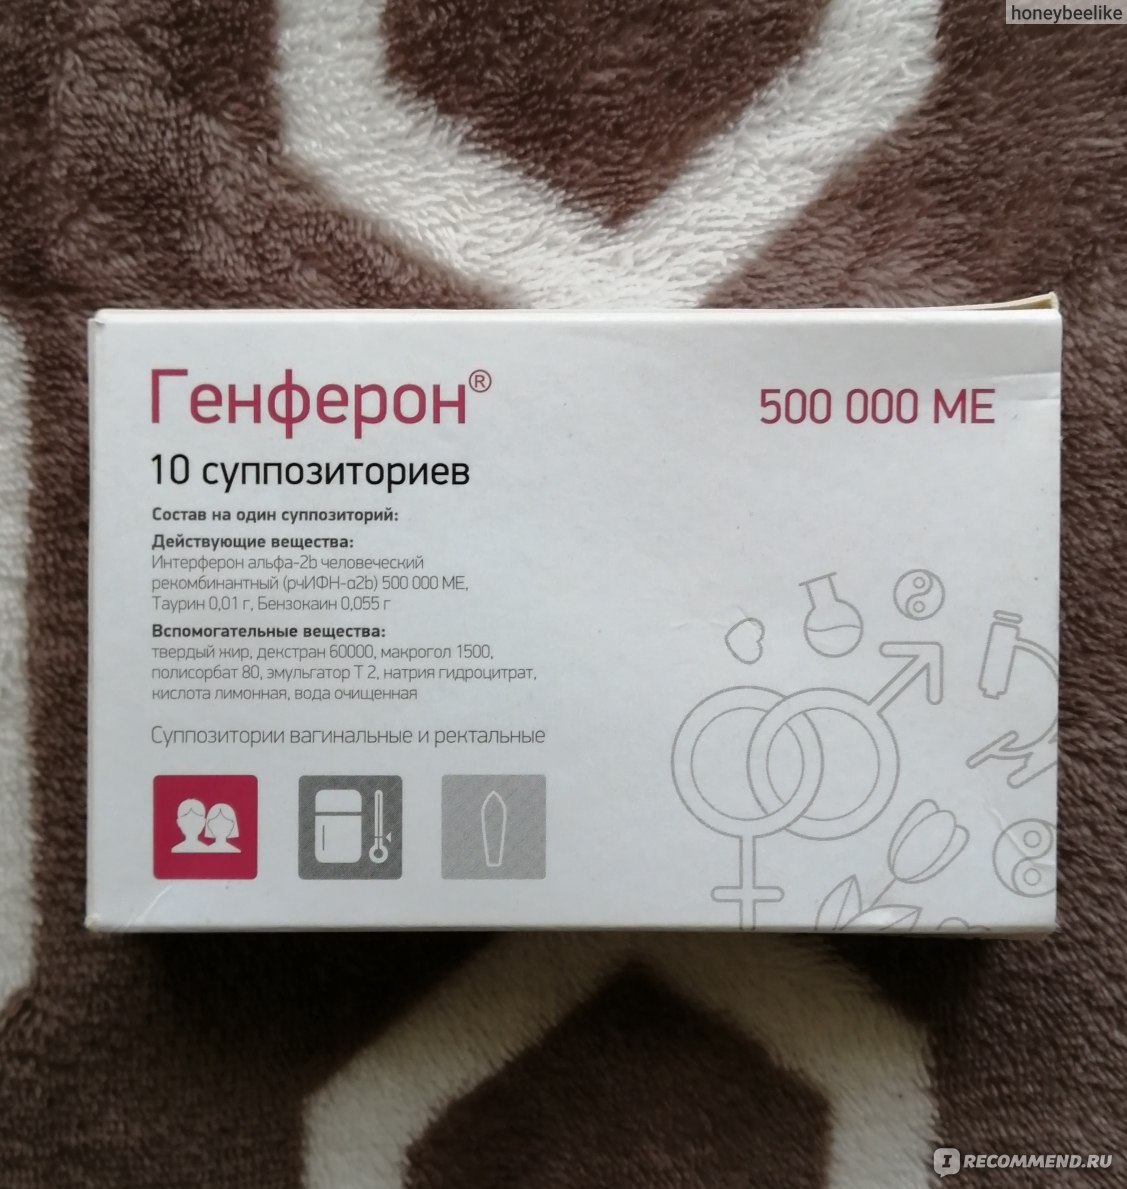 honeybeelike
Генферон®
500 000 МЕ
10 суппозиториев
Состав на один суппозиторий:
Действующие вещества:
Интерферон альфа-2b человеческий
рекомбинантный (рчИФН-α2b) 500 000 МЕ,
Таурин 0,01 г, Бензокаин 0,055 г
Вспомогательные вещества:
твердый жир, декстран 60000, макрогол 1500,
полисорбат 80, эмульгатор Т 2, натрия гидроцитрат,
кислота лимонная, вода очищенная
Суппозитории вагинальные и ректальные
I RECOMMEND.RU